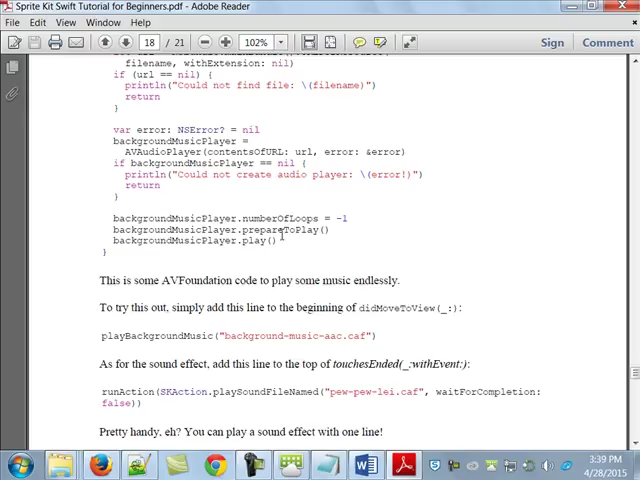 Sprite Kit Swift Tutorial for Beginners.pdf - Adobe Reader
File Edit View Window Help
18 / 21 102% Sign Comment
filename, withExtension: nil)
if (url == nil) {
println("Could not find file: \(filename)")
return
}
var error: NSError? = nil
backgroundMusicPlayer =
AVAudioPlayer(contentsOfURL: url, error: &error)
if backgroundMusicPlayer == nil {
println("Could not create audio player: \(error!)")
return
}
backgroundMusicPlayer.numberOfLoops = -1
backgroundMusicPlayer.prepareToPlay()
backgroundMusicPlayer.play()
}
This is some AVFoundation code to play some music endlessly.
To try this out, simply add this line to the beginning of didMoveToView(_:):
playBackgroundMusic("background-music-aac.caf")
As for the sound effect, add this line to the top of touchesEnded(_:withEvent:):
runAction(SKAction.playSoundFileNamed("pew-pew-lei.caf", waitForCompletion:
false))
Pretty handy, eh? You can play a sound effect with one line!
3:39 PM
4/28/2015